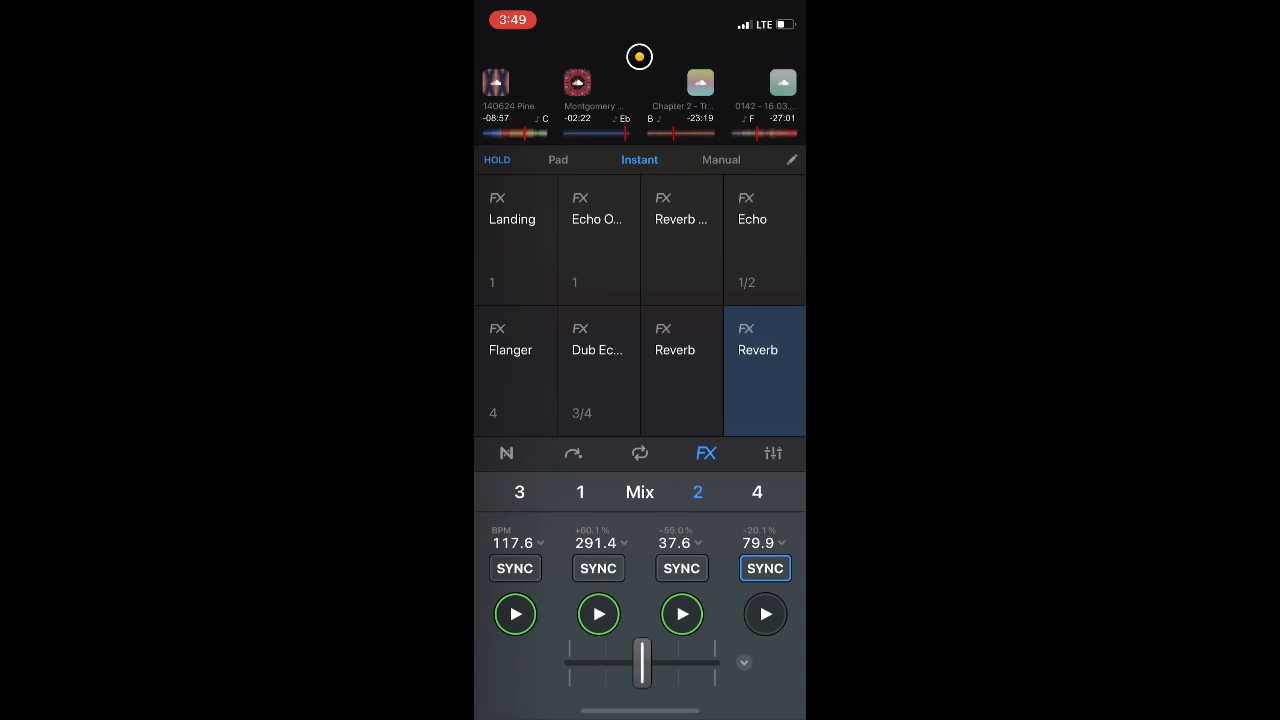 3:49
LTE
140624 Pine
Montgomery ...
Chapter 2 - Tr...
0142 - 16.03....
-08:57 ♪ C
-02:22 ♪ Eb
B ♪ -23:19
♪ F -27:01
HOLD Pad Instant Manual
FX FX FX FX
Landing Echo O... Reverb ... Echo
1 1 1/2
FX FX FX FX
Flanger Dub Ec... Reverb Reverb
4 3/4
FX
3 1 Mix 2 4
BPM +60.1% -55.0% -20.1%
117.6 291.4 37.6 79.9
SYNC SYNC SYNC SYNC